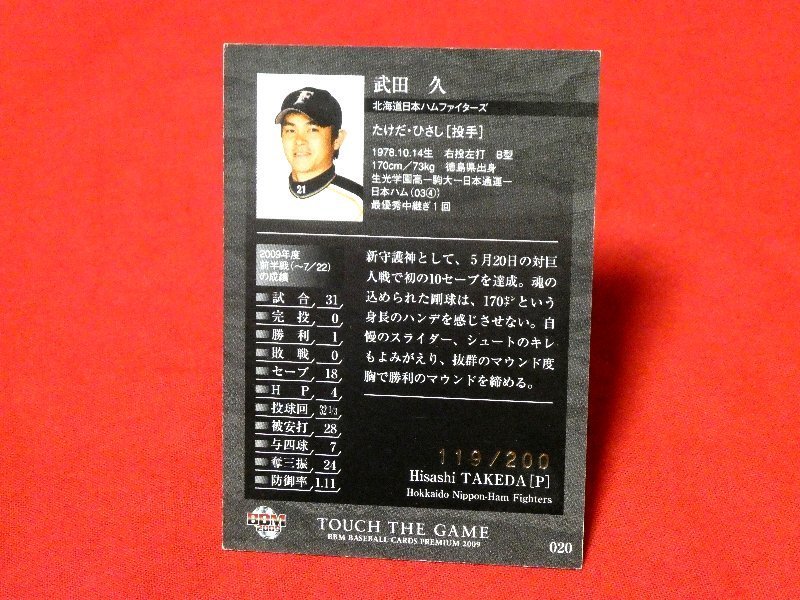 武田 久
北海道日本ハムファイターズ
たけだ・ひさし[投手]
1978.10.14生 右投左打 B型
170cm/73kg 徳島県出身
生光学園高ー駒大ー日本通運ー
日本ハム(03④)
最優秀中継ぎ1回
F
21
2009年度
前半戦(〜7/22)
の成績
試合 31
完投 0
勝利 1
敗戦 0
セーブ 18
H P 4
投球回 32 1/3
被安打 28
与四球 7
奪三振 24
防御率 1.11
新守護神として、5月20日の対巨
人戦で初の10セーブを達成。魂の
込められた剛球は、170㌢という
身長のハンデを感じさせない。自
慢のスライダー、シュートのキレ
もよみがえり、抜群のマウンド度
胸で勝利のマウンドを締める。
119/200
Hisashi TAKEDA[P]
Hokkaido Nippon-Ham Fighters
BBM
2009
TOUCH THE GAME
BBM BASEBALL CARDS PREMIUM 2009
020